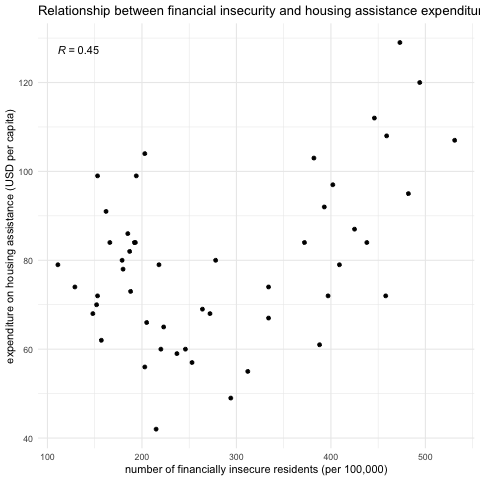 Relationship between financial insecurity and housing assistance expenditur
R = 0.45
120
100
80
60
40
expenditure on housing assistance (USD per capita)
100 200 300 400 500
number of financially insecure residents (per 100,000)